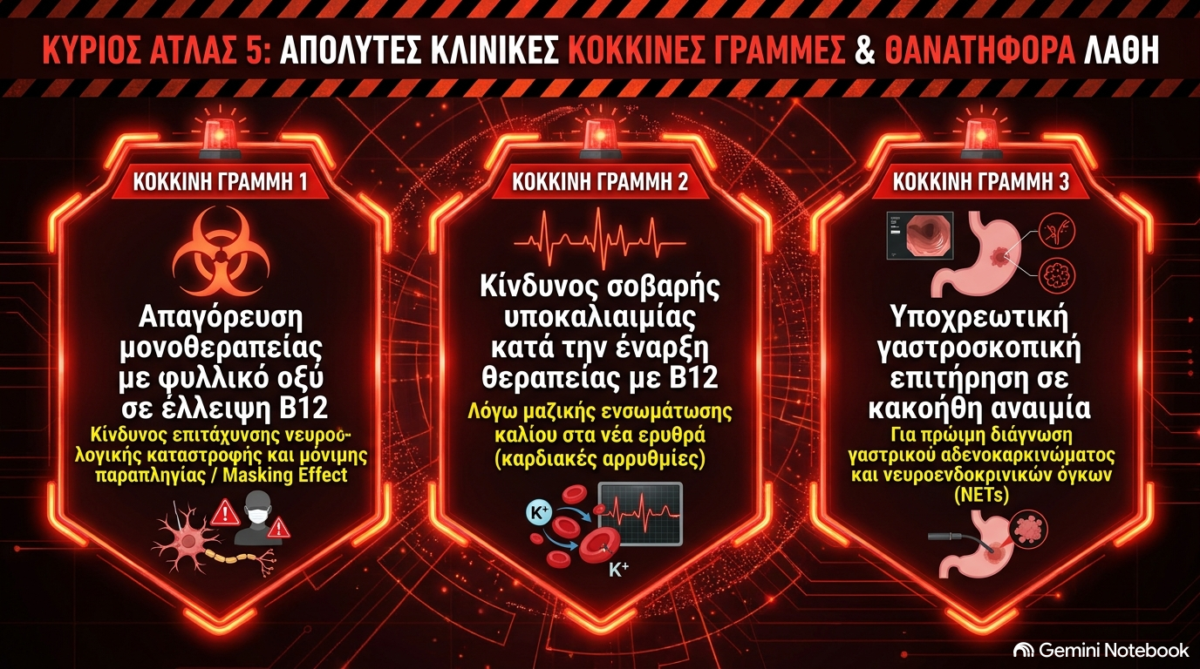 ΚΥΡΙΟΣ ΑΤΛΑΣ 5: ΑΠΟΛΥΤΕΣ ΚΛΙΝΙΚΕΣ ΚΟΚΚΙΝΕΣ ΓΡΑΜΜΕΣ & ΘΑΝΑΤΗΦΟΡΑ ΛΑΘΗ
ΚΟΚΚΙΝΗ ΓΡΑΜΜΗ 1
Απαγόρευση
μονοθεραπείας
με φυλλικό οξύ
σε έλλειψη B12
Κίνδυνος επιτάχυνσης νευρο-
λογικής καταστροφής και μόνιμης
παραπληγίας / Masking Effect
ΚΟΚΚΙΝΗ ΓΡΑΜΜΗ 2
Κίνδυνος σοβαρής
υποκαλιαιμίας
κατά την έναρξη
θεραπείας με B12
Λόγω μαζικής ενσωμάτωσης
καλίου στα νέα ερυθρά
(καρδιακές αρρυθμίες)
K+
K+
ΚΟΚΚΙΝΗ ΓΡΑΜΜΗ 3
Υποχρεωτική
γαστροσκοπική
επιτήρηση σε
κακοήθη αναιμία
Για πρώιμη διάγνωση
γαστρικού αδενοκαρκινώματος
και νευροενδοκρινικών όγκων
(NETs)
Gemini Notebook